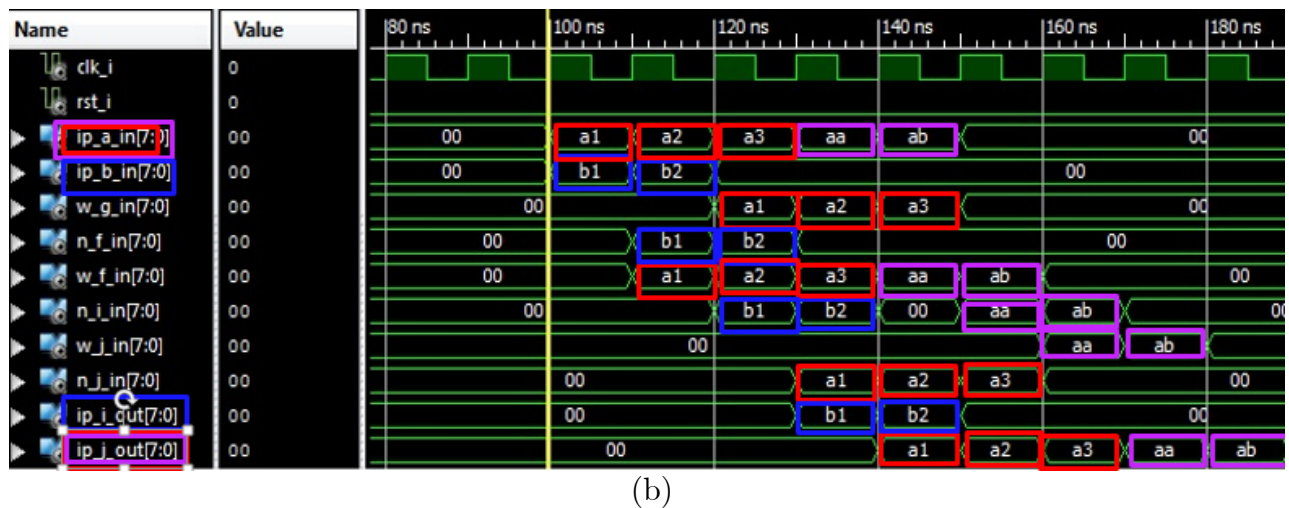 Name Value 80 ns 100 ns 120 ns 140 ns 160 ns 180 ns
clk_i 0
rst_i 0
ip_a_in[7:0] 00 00 a1 a2 a3 aa ab 00
ip_b_in[7:0] 00 00 b1 b2 00
w_g_in[7:0] 00 00 a1 a2 a3 00
n_f_in[7:0] 00 00 b1 b2 00
w_f_in[7:0] 00 00 a1 a2 a3 aa ab 00
n_i_in[7:0] 00 00 b1 b2 00 aa ab 00
w_j_in[7:0] 00 00 aa ab
n_j_in[7:0] 00 00 a1 a2 a3 00
ip_i_out[7:0] 00 00 b1 b2 00
ip_j_out[7:0] 00 00 a1 a2 a3 aa ab
(b)